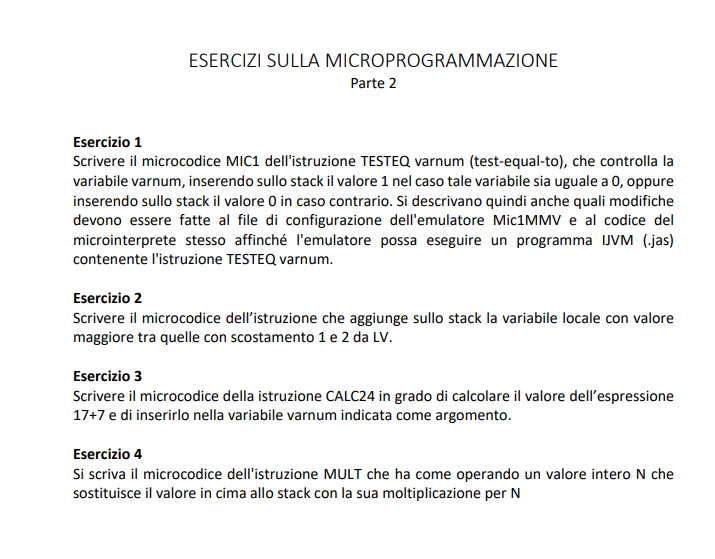 ESERCIZI SULLA MICROPROGRAMMAZIONE
Parte 2
Esercizio 1
Scrivere il microcodice MIC1 dell'istruzione TESTEQ varnum (test-equal-to), che controlla la
variabile varnum, inserendo sullo stack il valore 1 nel caso tale variabile sia uguale a 0, oppure
inserendo sullo stack il valore 0 in caso contrario. Si descrivano quindi anche quali modifiche
devono essere fatte al file di configurazione dell'emulatore Mic1MMV e al codice del
microinterprete stesso affinché l'emulatore possa eseguire un programma IJVM (.jas)
contenente l'istruzione TESTEQ varnum.
Esercizio 2
Scrivere il microcodice dell’istruzione che aggiunge sullo stack la variabile locale con valore
maggiore tra quelle con scostamento 1 e 2 da LV.
Esercizio 3
Scrivere il microcodice della istruzione CALC24 in grado di calcolare il valore dell’espressione
17+7 e di inserirlo nella variabile varnum indicata come argomento.
Esercizio 4
Si scriva il microcodice dell'istruzione MULT che ha come operando un valore intero N che
sostituisce il valore in cima allo stack con la sua moltiplicazione per N